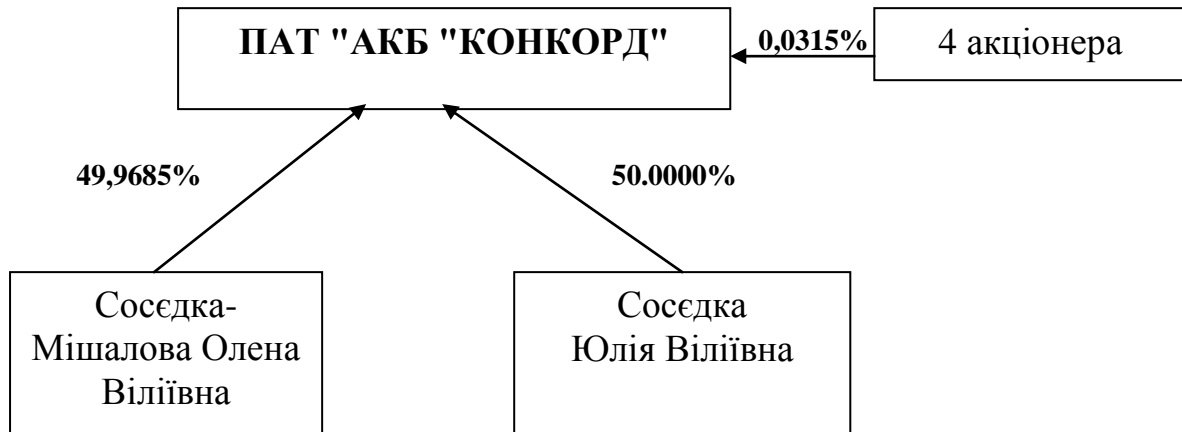 ПАТ "АКБ "КОНКОРД"
0,0315%
4 акціонера
49,9685%
50.0000%
Сосєдка-
Мішалова Олена
Віліївна
Сосєдка
Юлія Віліївна